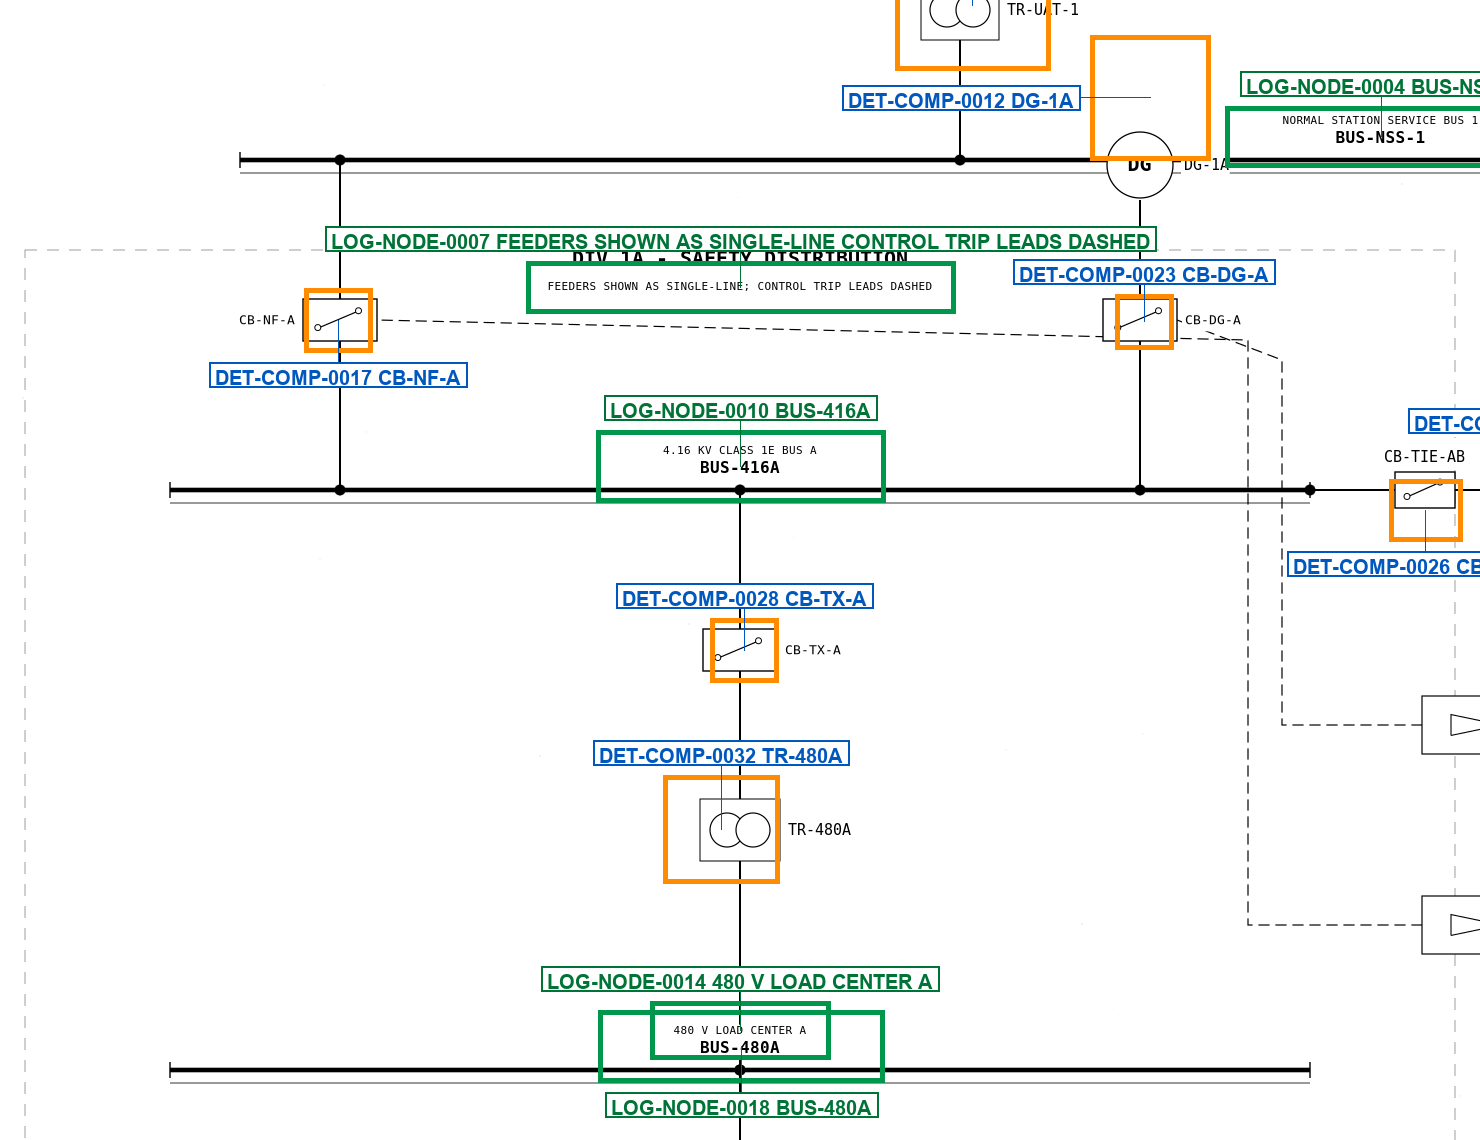 TR-UAT-1
DET-COMP-0012 DG-1A
LOG-NODE-0004 BUS-NS
NORMAL STATION SERVICE BUS 1
BUS-NSS-1
DG
DG-1A
LOG-NODE-0007 FEEDERS SHOWN AS SINGLE-LINE CONTROL TRIP LEADS DASHED
DIV 1A - SAFETY DISTRIBUTION
FEEDERS SHOWN AS SINGLE-LINE; CONTROL TRIP LEADS DASHED
DET-COMP-0023 CB-DG-A
CB-NF-A
CB-DG-A
DET-COMP-0017 CB-NF-A
LOG-NODE-0010 BUS-416A
DET-CO
4.16 KV CLASS 1E BUS A
BUS-416A
CB-TIE-AB
DET-COMP-0026 CB
DET-COMP-0028 CB-TX-A
CB-TX-A
DET-COMP-0032 TR-480A
TR-480A
LOG-NODE-0014 480 V LOAD CENTER A
480 V LOAD CENTER A
BUS-480A
LOG-NODE-0018 BUS-480A